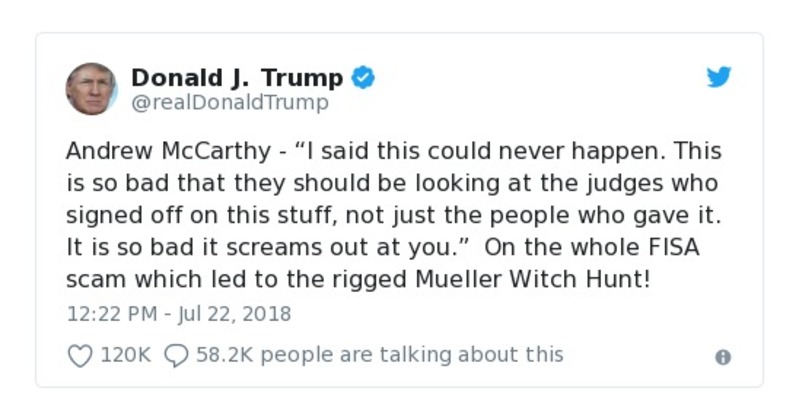 Donald J. Trump
@realDonaldTrump
Andrew McCarthy - “I said this could never happen. This
is so bad that they should be looking at the judges who
signed off on this stuff, not just the people who gave it.
It is so bad it screams out at you.”  On the whole FISA
scam which led to the rigged Mueller Witch Hunt!
12:22 PM - Jul 22, 2018
120K 58.2K people are talking about this